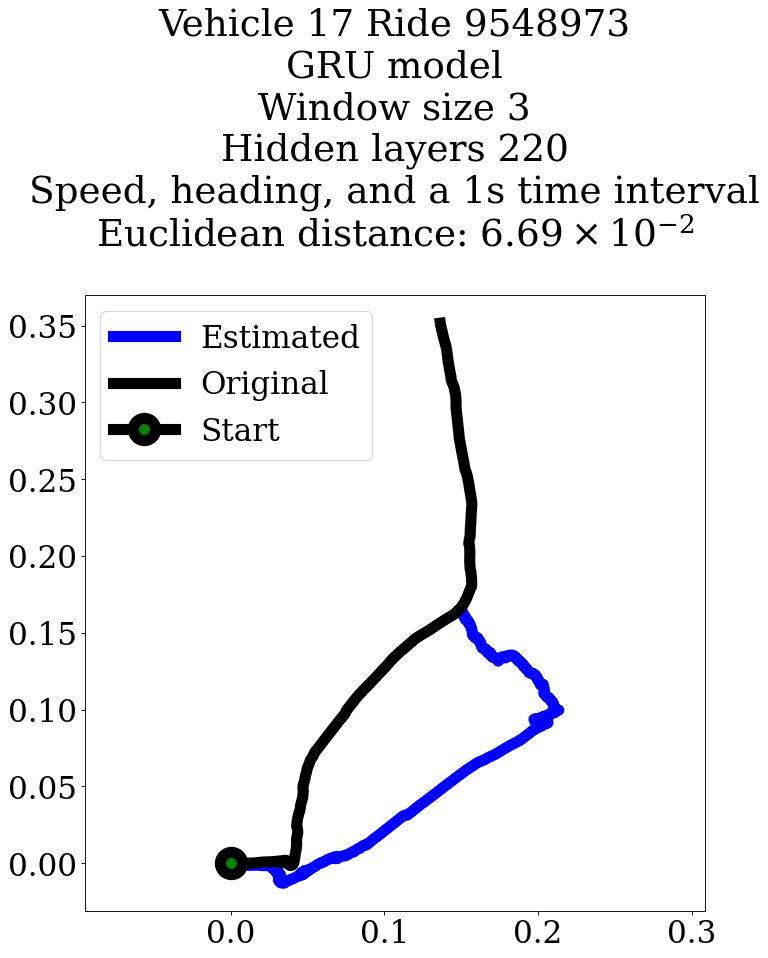 Vehicle 17 Ride 9548973
GRU model
Window size 3
Hidden layers 220
Speed, heading, and a 1s time interval
Euclidean distance: 6.69 × 10⁻²
Estimated
Original
Start
0.35
0.30
0.25
0.20
0.15
0.10
0.05
0.00
0.0 0.1 0.2 0.3